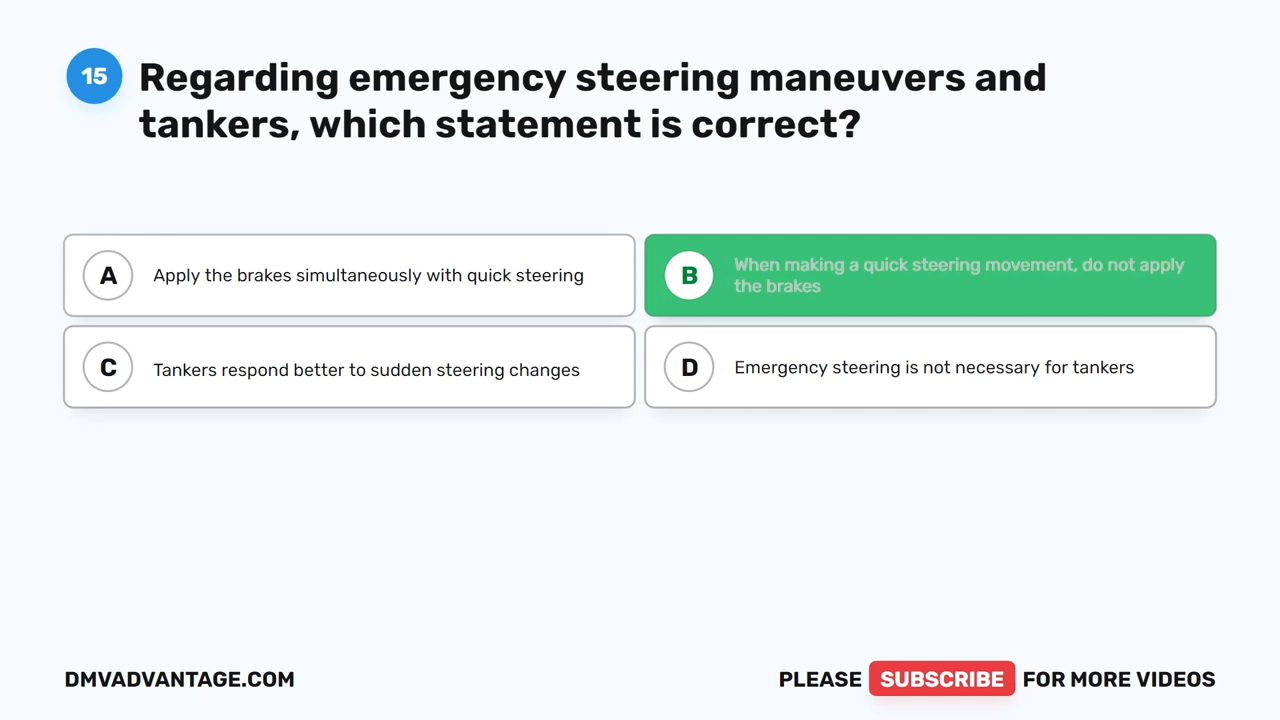 15
Regarding emergency steering maneuvers and
tankers, which statement is correct?
A
Apply the brakes simultaneously with quick steering
B
When making a quick steering movement, do not apply
the brakes
C
Tankers respond better to sudden steering changes
D
Emergency steering is not necessary for tankers
DMVADVANTAGE.COM
PLEASE SUBSCRIBE FOR MORE VIDEOS